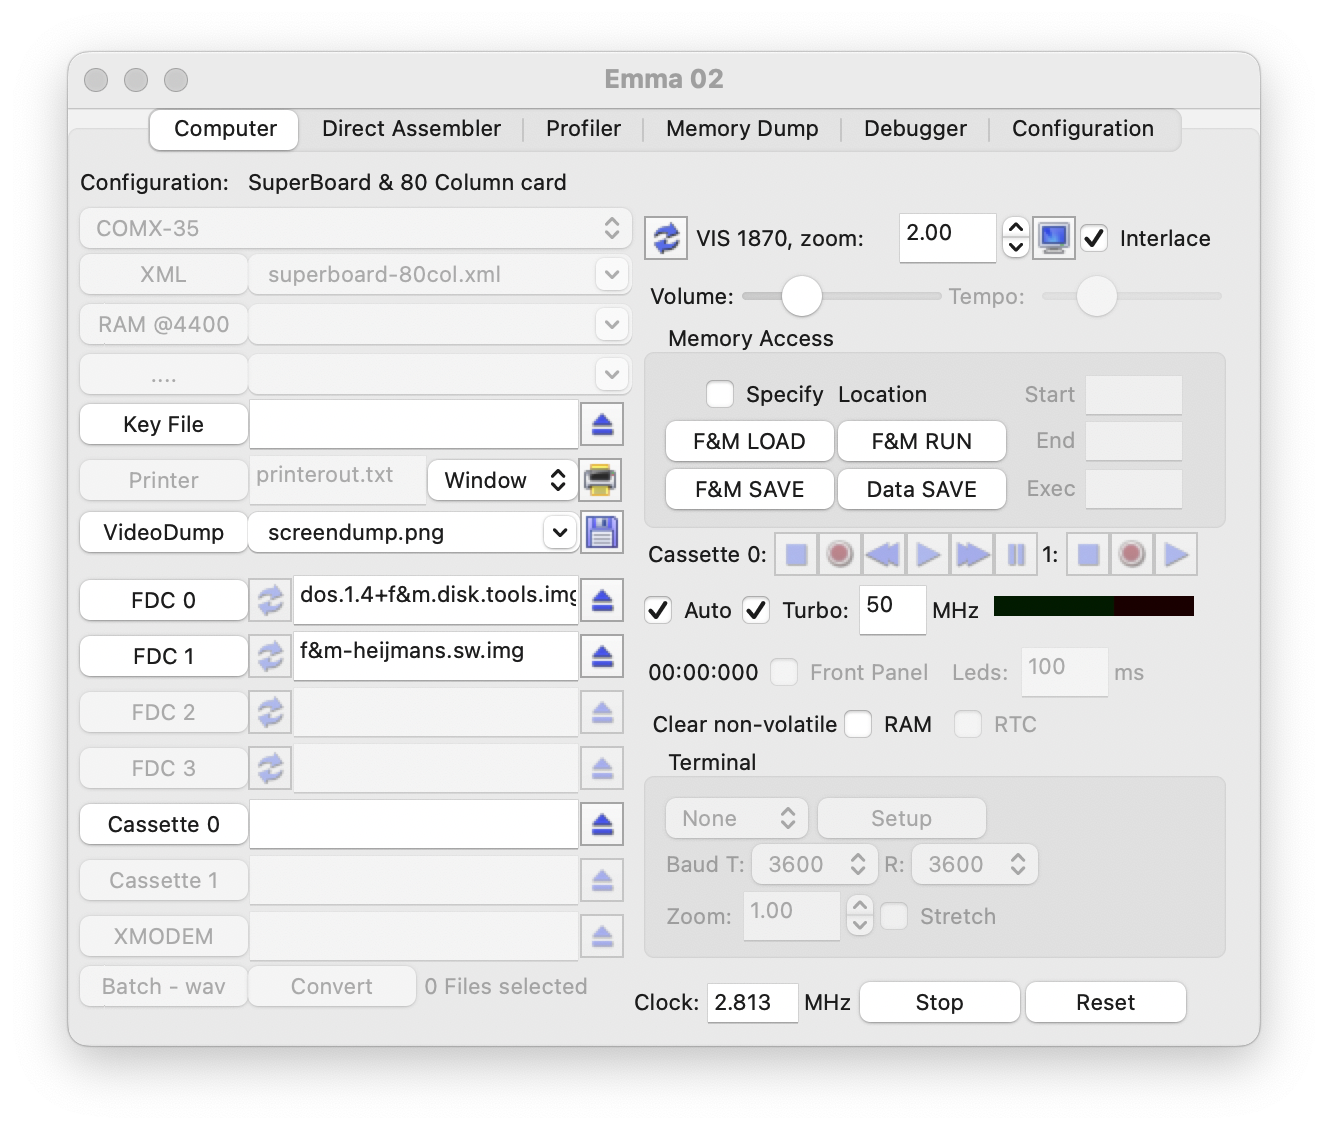 Emma 02
Computer Direct Assembler Profiler Memory Dump Debugger Configuration
Configuration: SuperBoard & 80 Column card
COMX-35
XML superboard-80col.xml
RAM @4400
....
Key File
Printer printerout.txt Window
VideoDump screendump.png
FDC 0 dos.1.4+f&m.disk.tools.img
FDC 1 f&m-heijmans.sw.img
FDC 2
FDC 3
Cassette 0
Cassette 1
XMODEM
Batch - wav Convert 0 Files selected
VIS 1870, zoom: 2.00 Interlace
Volume: Tempo:
Memory Access
Specify Location Start
F&M LOAD F&M RUN End
F&M SAVE Data SAVE Exec
Cassette 0: 1:
Auto Turbo: 50 MHz
00:00:000 Front Panel Leds: 100 ms
Clear non-volatile RAM RTC
Terminal
None Setup
Baud T: 3600 R: 3600
Zoom: 1.00 Stretch
Clock: 2.813 MHz Stop Reset